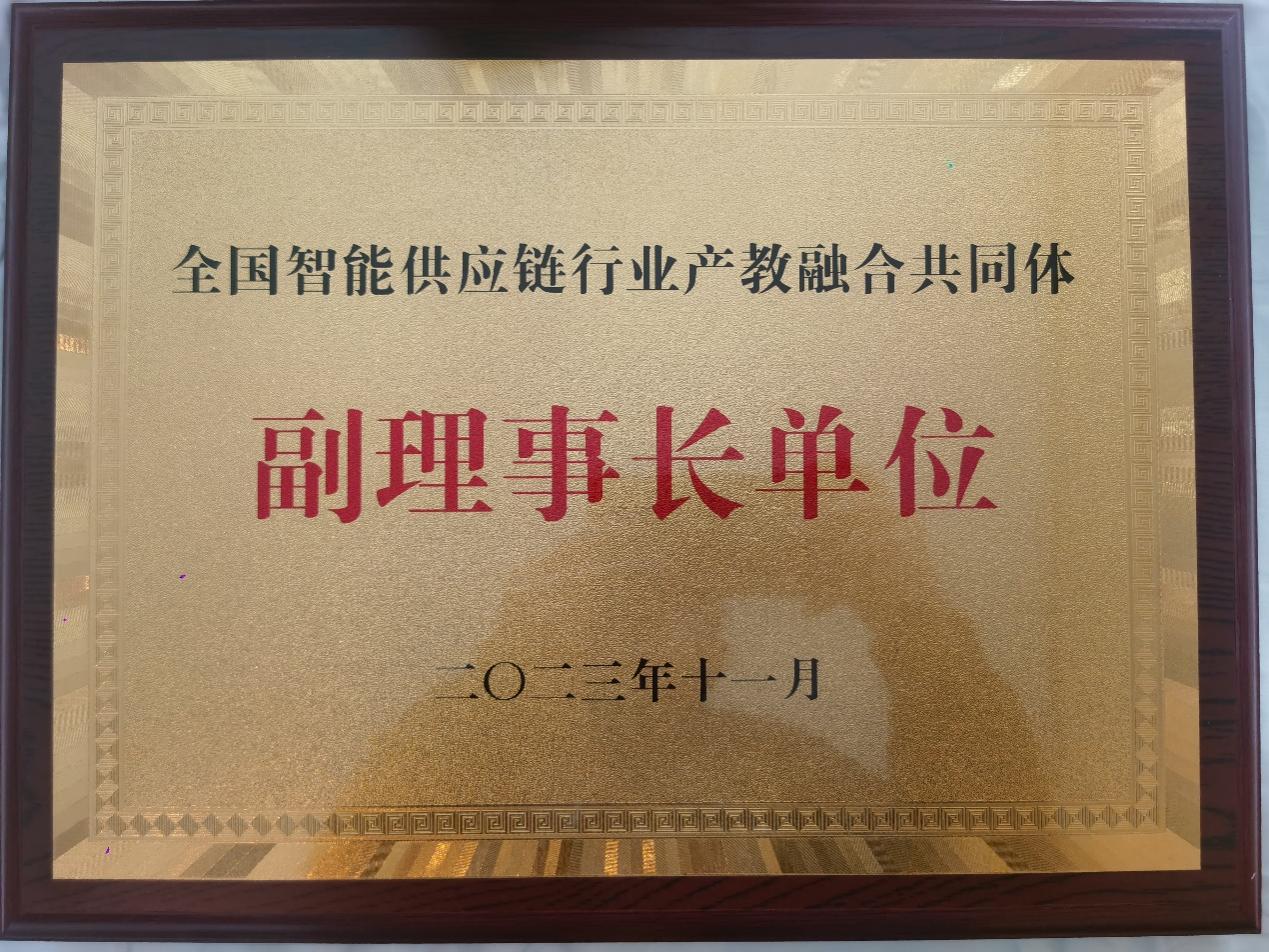 全国智能供应链行业产教融合共同体
副理事长单位
二〇二三年十一月